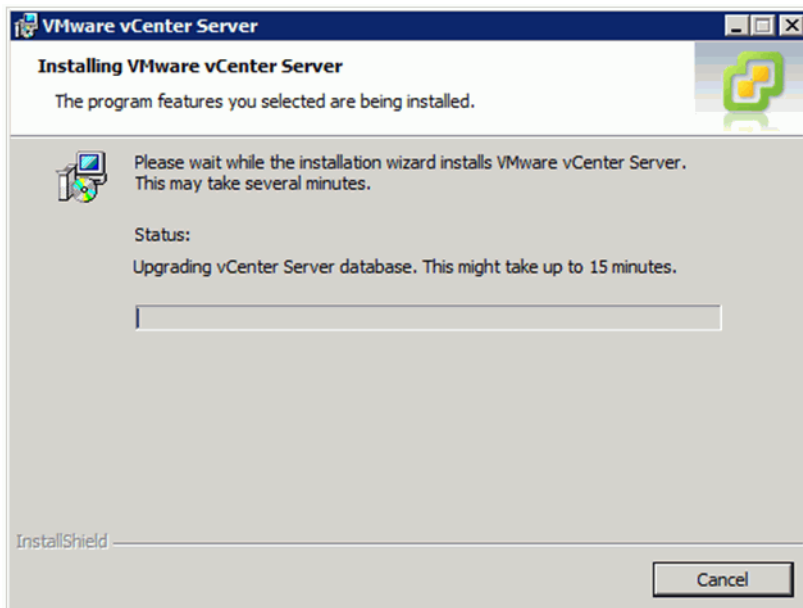 VMware vCenter Server
Installing VMware vCenter Server
The program features you selected are being installed.
Please wait while the installation wizard installs VMware vCenter Server.
This may take several minutes.
Status:
Upgrading vCenter Server database. This might take up to 15 minutes.
InstallShield
Cancel